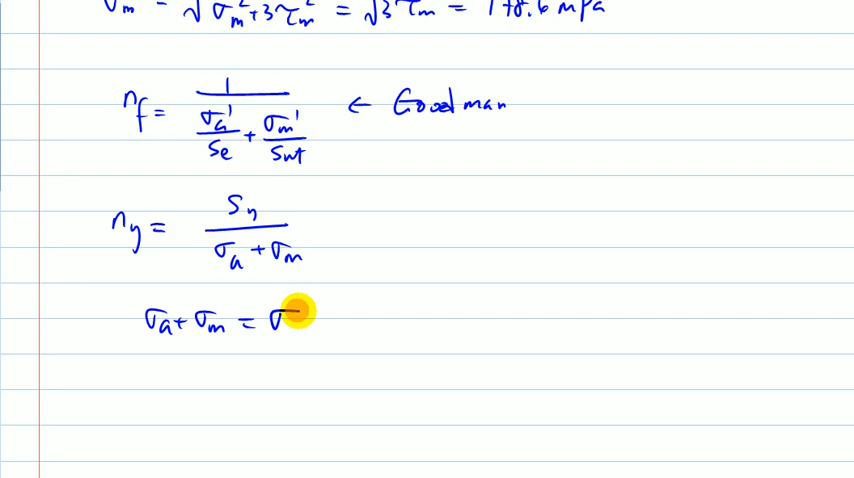 σm = √σm²+3τm² = √3 τm = 178.6 mpa
nf = 1 / (σa'/Se + σm'/Sut) ← Goodman
ny = Sy / (σa + σm)
σa + σm = σ